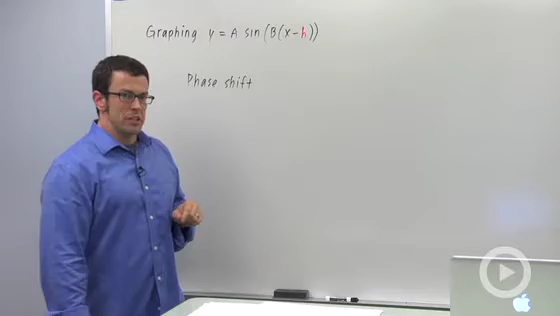 Graphing y = A sin(B(x-h))
Phase shift